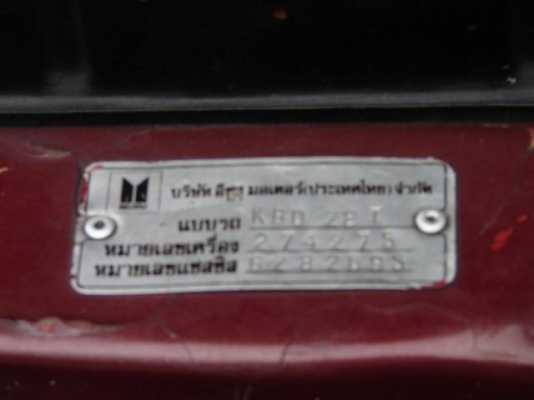 บริษัท อีซูซุ มอเตอร์(ประเทศไทย) จำกัด
แบบรถ KBD
หมายเลขเครื่อง 274275
หมายเลขแชสซิส